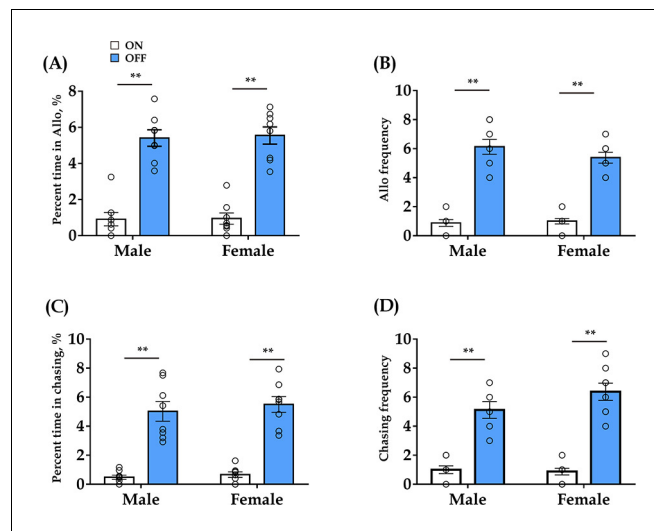 ON
OFF
(A)
**
**
Percent time in Allo, %
8
6
4
2
0
Male
Female
(B)
**
**
Allo frequency
10
8
6
4
2
0
Male
Female
(C)
**
**
Percent time in chasing, %
10
8
6
4
2
0
Male
Female
(D)
**
**
Chasing frequency
10
8
6
4
2
0
Male
Female